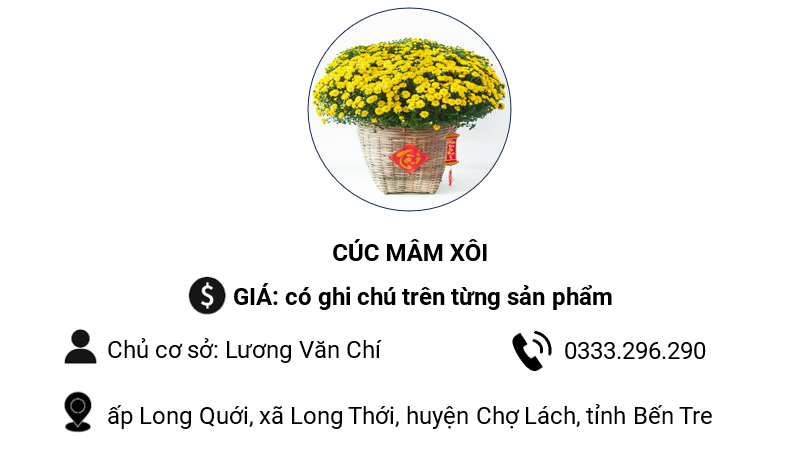 CÚC MÂM XÔI
GIÁ: có ghi chú trên từng sản phẩm
Chủ cơ sở: Lương Văn Chí
0333.296.290
ấp Long Quới, xã Long Thới, huyện Chợ Lách, tỉnh Bến Tre